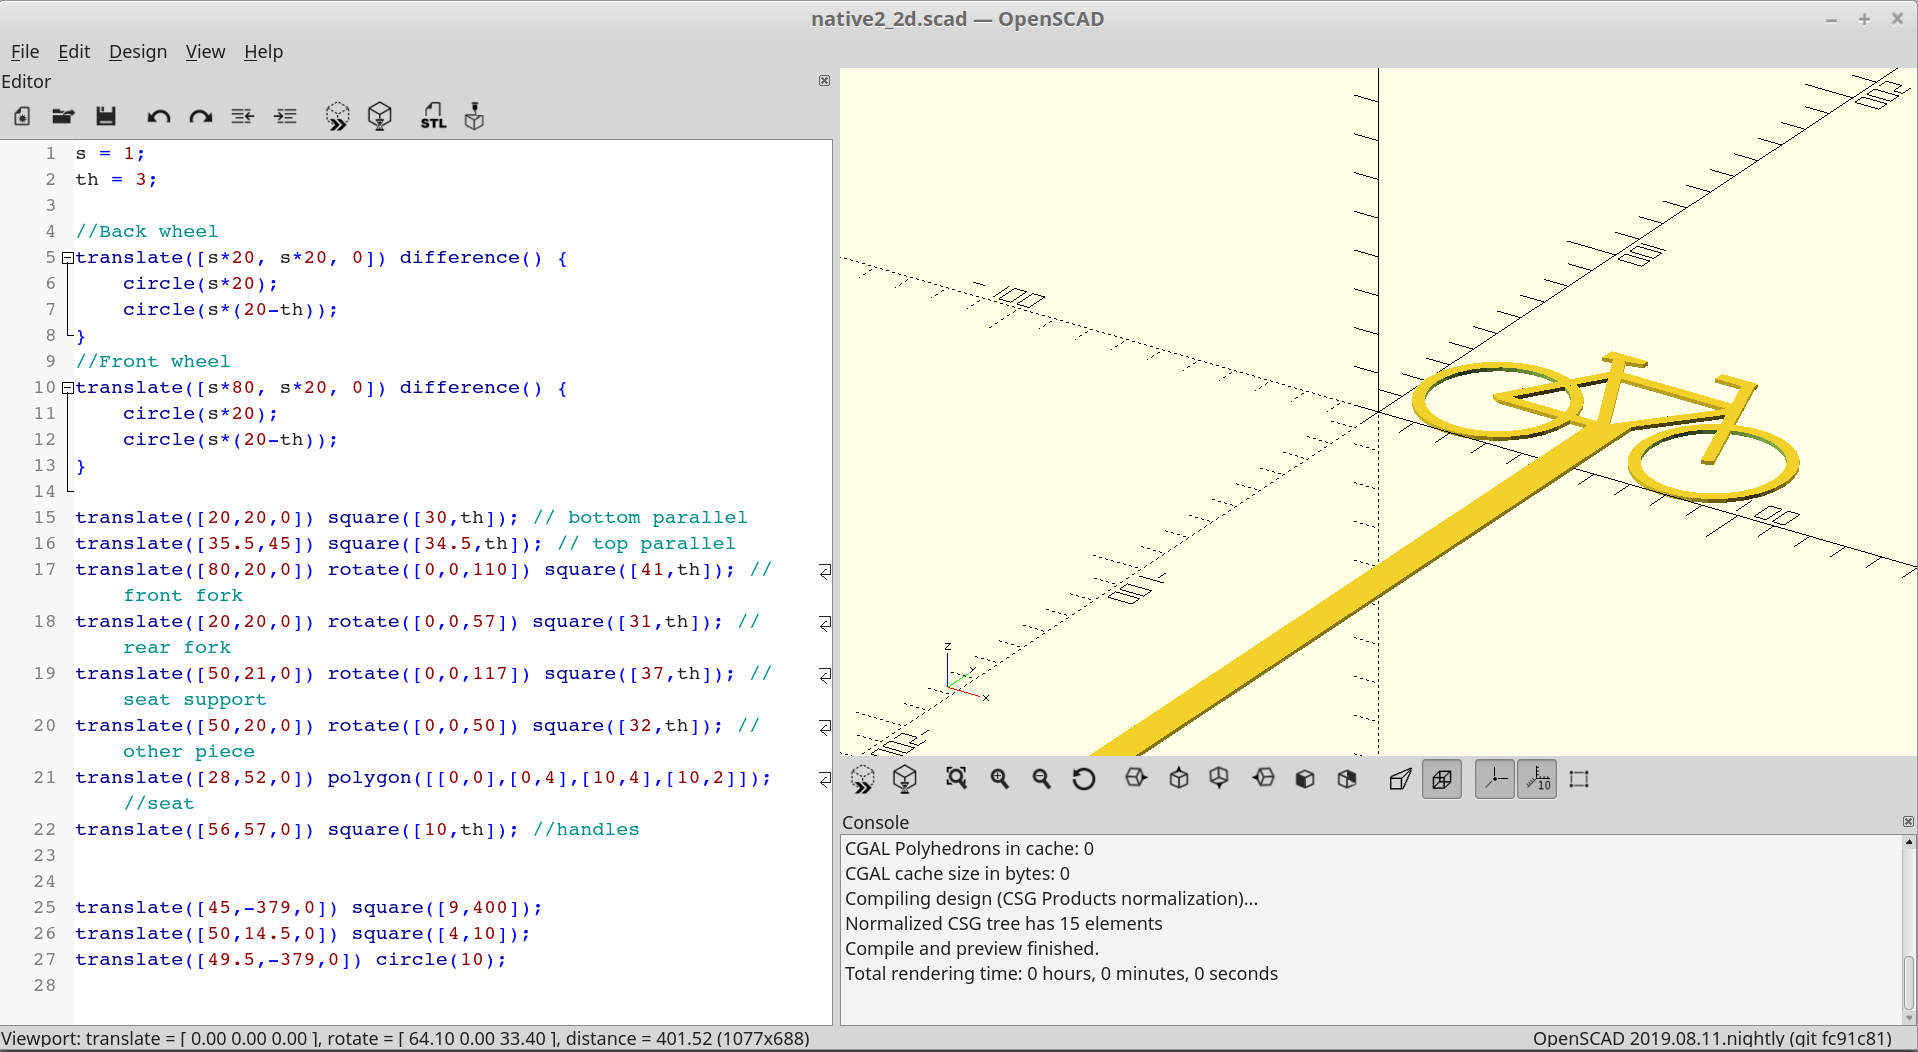 native2_2d.scad — OpenSCAD
File Edit Design View Help
Editor
STL
1 s = 1;
2 th = 3;
3
4 //Back wheel
5 translate([s*20, s*20, 0]) difference() {
6 circle(s*20);
7 circle(s*(20-th));
8 }
9 //Front wheel
10 translate([s*80, s*20, 0]) difference() {
11 circle(s*20);
12 circle(s*(20-th));
13 }
14
15 translate([20,20,0]) square([30,th]); // bottom parallel
16 translate([35.5,45]) square([34.5,th]); // top parallel
17 translate([80,20,0]) rotate([0,0,110]) square([41,th]); //
front fork
18 translate([20,20,0]) rotate([0,0,57]) square([31,th]); //
rear fork
19 translate([50,21,0]) rotate([0,0,117]) square([37,th]); //
seat support
20 translate([50,20,0]) rotate([0,0,50]) square([32,th]); //
other piece
21 translate([28,52,0]) polygon([[0,0],[0,4],[10,4],[10,2]]);
//seat
22 translate([56,57,0]) square([10,th]); //handles
23
24
25 translate([45,-379,0]) square([9,400]);
26 translate([50,14.5,0]) square([4,10]);
27 translate([49.5,-379,0]) circle(10);
28
z
y
x
10
Console
CGAL Polyhedrons in cache: 0
CGAL cache size in bytes: 0
Compiling design (CSG Products normalization)...
Normalized CSG tree has 15 elements
Compile and preview finished.
Total rendering time: 0 hours, 0 minutes, 0 seconds
Viewport: translate = [ 0.00 0.00 0.00 ], rotate = [ 64.10 0.00 33.40 ], distance = 401.52 (1077x688)
OpenSCAD 2019.08.11.nightly (git fc91c81)